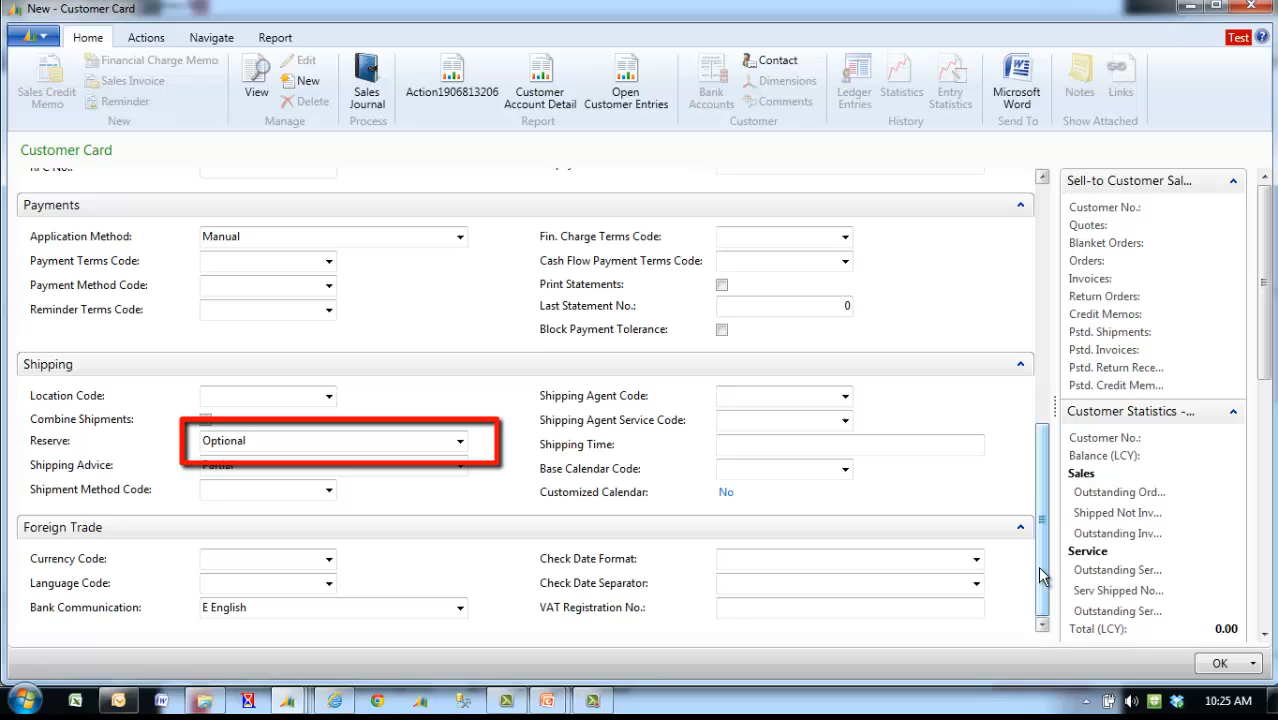 New - Customer Card
Home
Actions
Navigate
Report
Test
Sales Credit Memo
Financial Charge Memo
Sales Invoice
Reminder
New
View
Edit
New
Delete
Manage
Sales Journal
Process
Action1906813206
Customer Account Detail
Open Customer Entries
Report
Bank Accounts
Contact
Dimensions
Comments
Customer
Ledger Entries
Statistics
Entry Statistics
History
Microsoft Word
Send To
Notes
Links
Show Attached
Customer Card
Payments
Application Method: Manual
Payment Terms Code:
Payment Method Code:
Reminder Terms Code:
Fin. Charge Terms Code:
Cash Flow Payment Terms Code:
Print Statements:
Last Statement No.: 0
Block Payment Tolerance:
Shipping
Location Code:
Combine Shipments:
Reserve: Optional
Shipping Advice: Partial
Shipment Method Code:
Shipping Agent Code:
Shipping Agent Service Code:
Shipping Time:
Base Calendar Code:
Customized Calendar: No
Foreign Trade
Currency Code:
Language Code:
Bank Communication: E English
Check Date Format:
Check Date Separator:
VAT Registration No.:
Sell-to Customer Sal...
Customer No.:
Quotes:
Blanket Orders:
Orders:
Invoices:
Return Orders:
Credit Memos:
Pstd. Shipments:
Pstd. Invoices:
Pstd. Return Rece...
Pstd. Credit Mem...
Customer Statistics -...
Customer No.:
Balance (LCY):
Sales
Outstanding Ord...
Shipped Not Inv...
Outstanding Inv...
Service
Outstanding Ser...
Serv Shipped No...
Outstanding Ser...
Total (LCY): 0.00
OK
10:25 AM